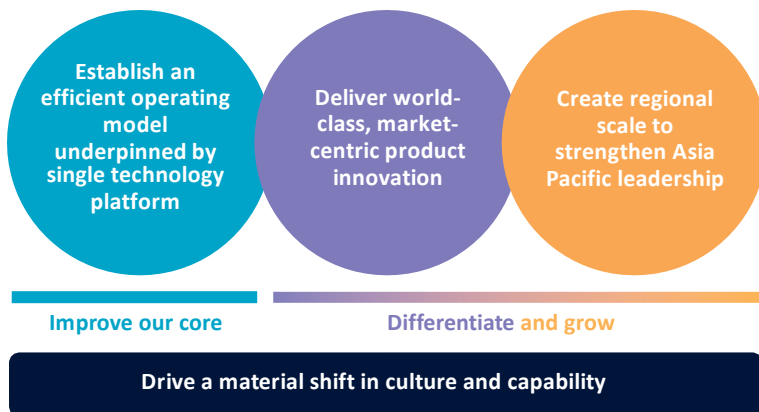 Establish an
efficient operating
model
underpinned by
single technology
platform
Deliver world-
class, market-
centric product
innovation
Create regional
scale to
strengthen Asia
Pacific leadership
Improve our core
Differentiate and grow
Drive a material shift in culture and capability